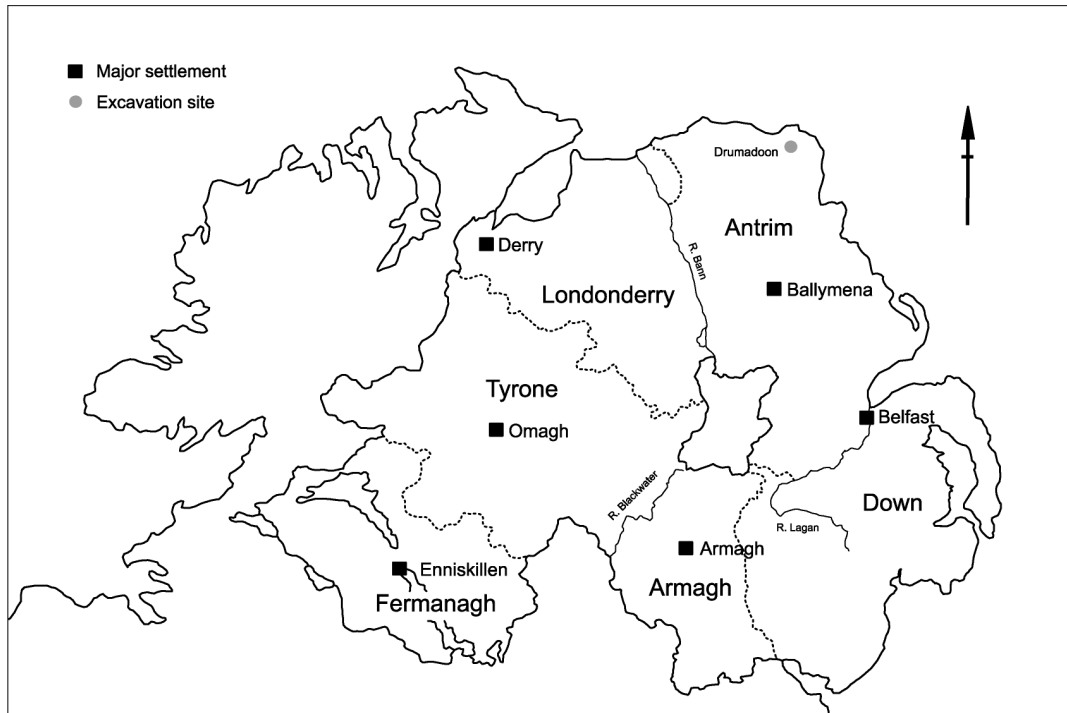 Major settlement
Excavation site
Drumadoon
Antrim
Derry
R. Bann
Londonderry
Ballymena
Tyrone
Omagh
Belfast
R. Blackwater
Down
R. Lagan
Armagh
Armagh
Enniskillen
Fermanagh